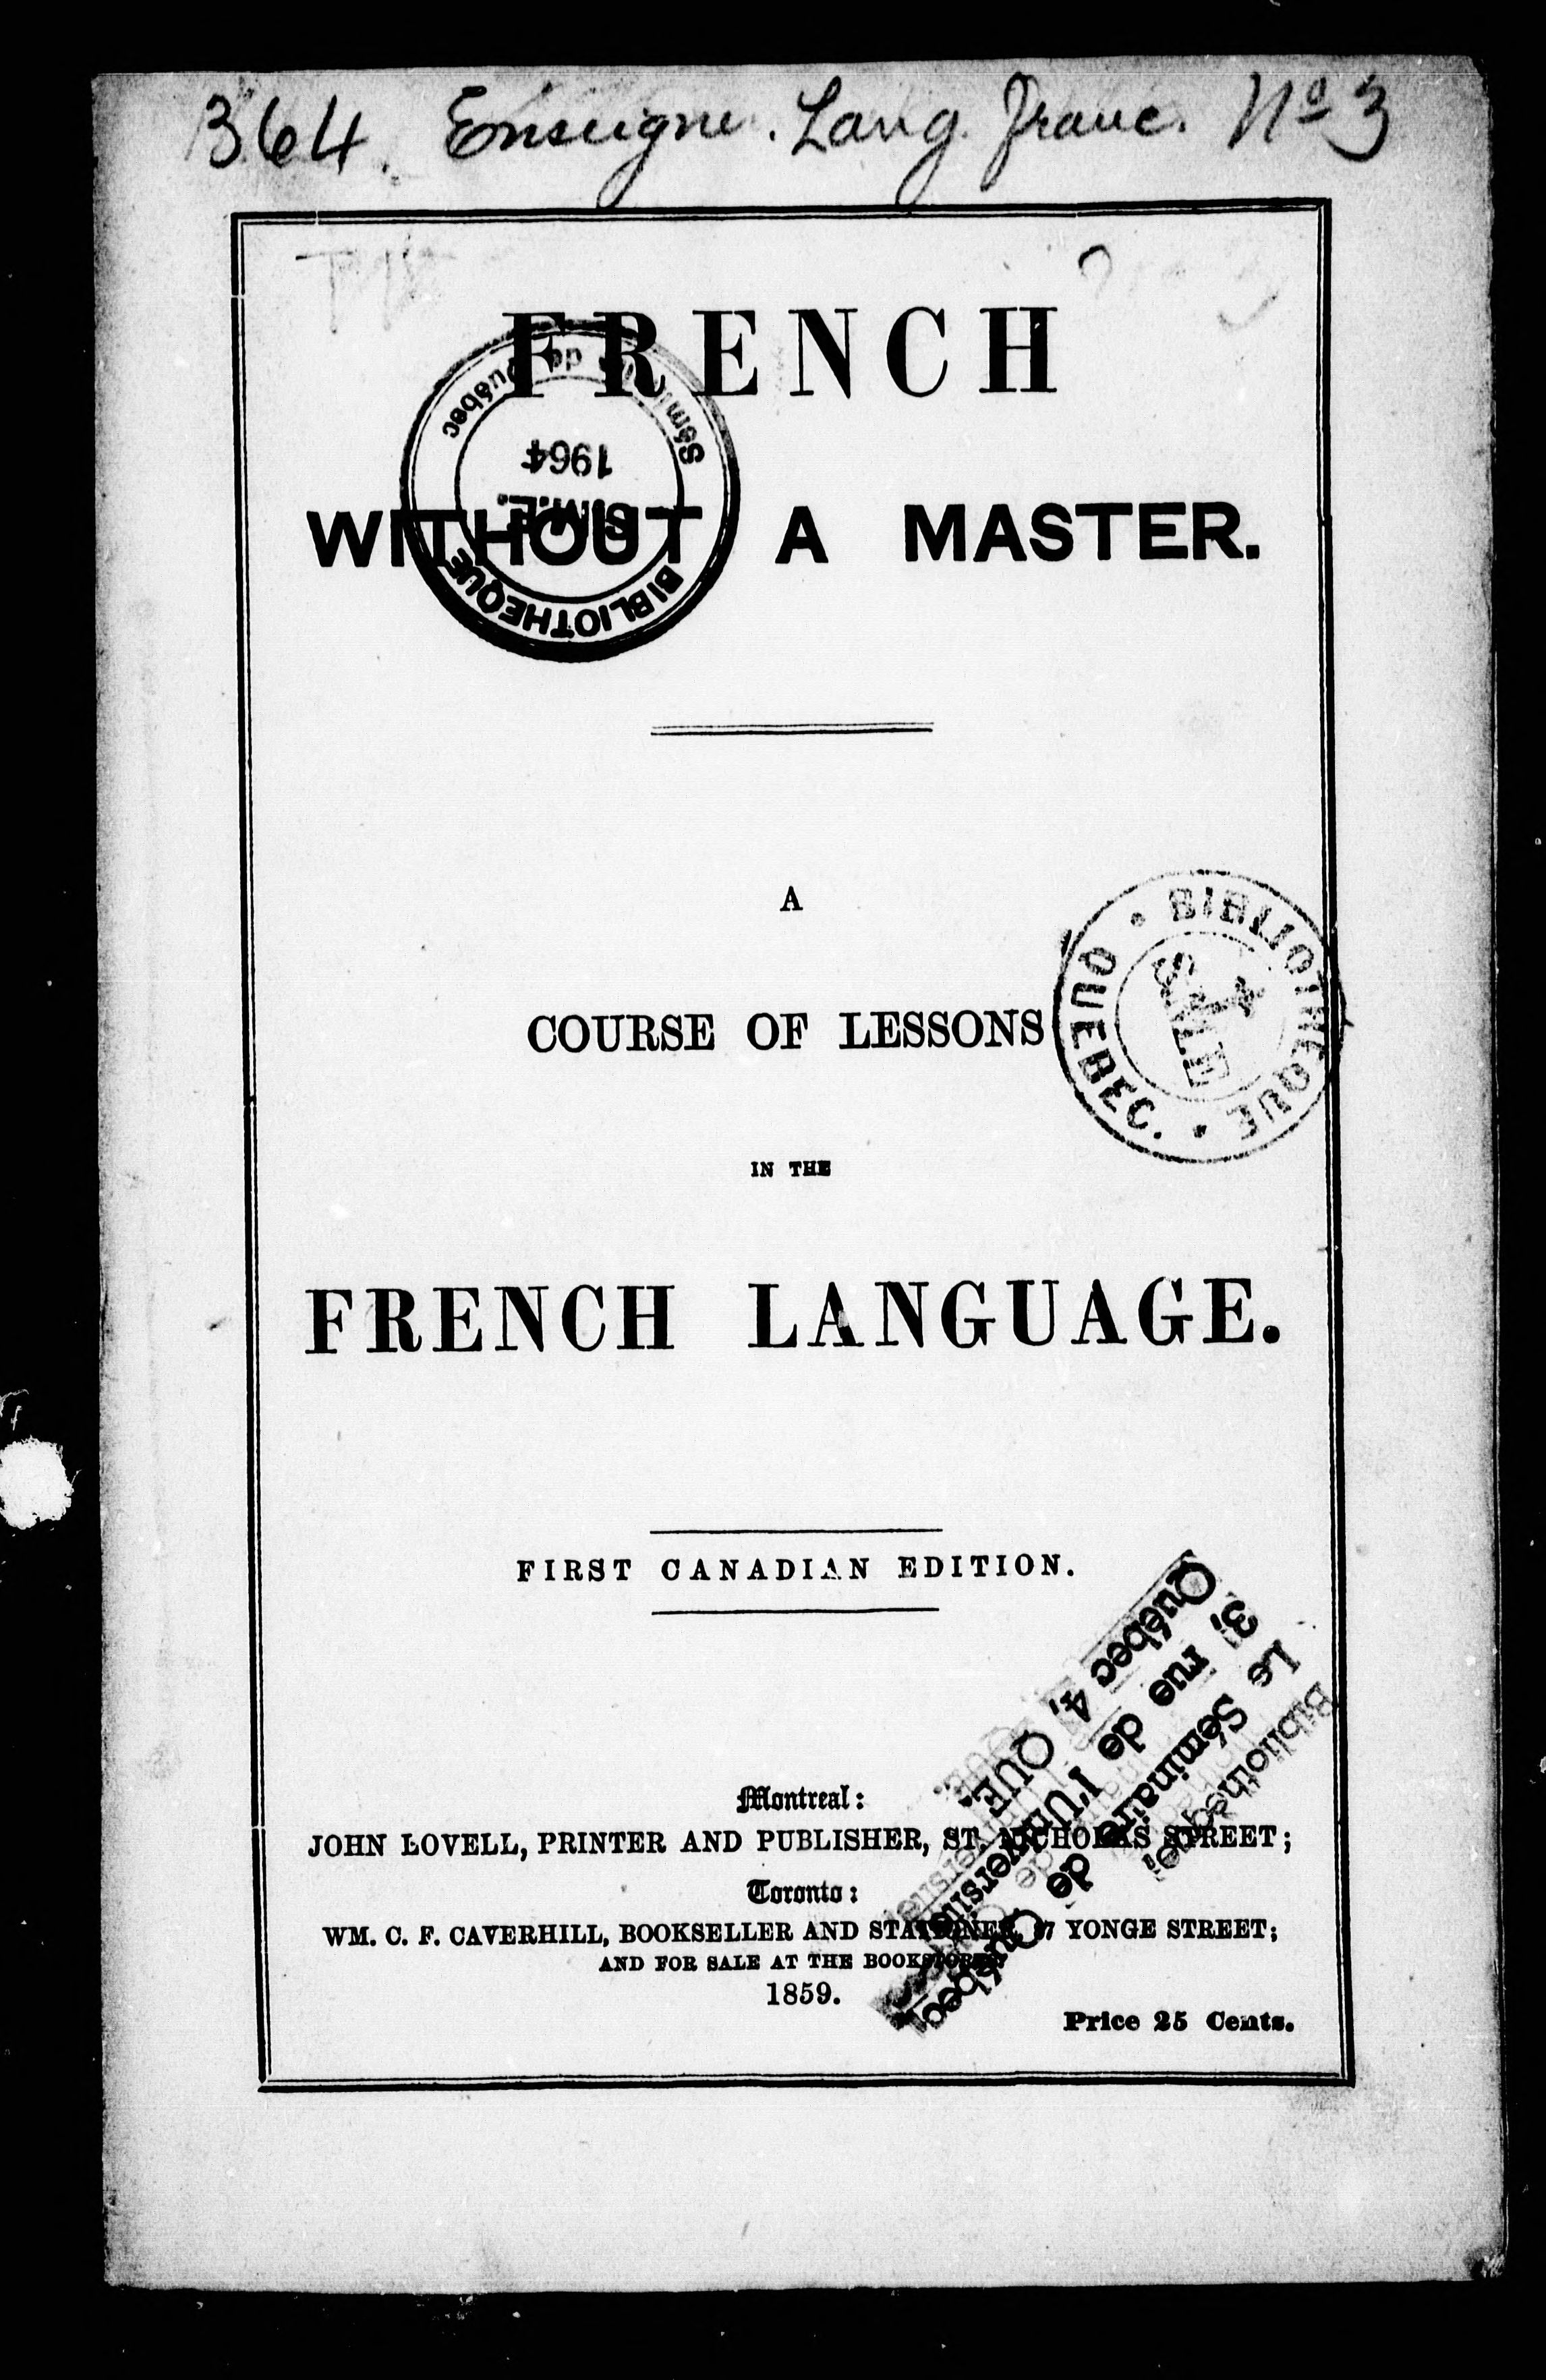 364. Enseigne. Lang. franc. No 3
FRENCH
Séminaire de Québec
1964
S.M.E.
BIBLIOTHEQUE
WITHOUT A MASTER.
A
BIBLIOTHEQUE
SME
QUEBEC.
COURSE OF LESSONS
IN THE
FRENCH LANGUAGE.
FIRST CANADIAN EDITION.
Bibliothèque,
Le Séminaire de Québec,
3, rue de l'Université,
Québec 4, QUE.
Montreal:
JOHN LOVELL, PRINTER AND PUBLISHER, ST. NICHOLAS STREET;
Toronto:
WM. C. F. CAVERHILL, BOOKSELLER AND STATIONER, YONGE STREET;
AND FOR SALE AT THE BOOKSTORES.
1859.
Price 25 Cents.